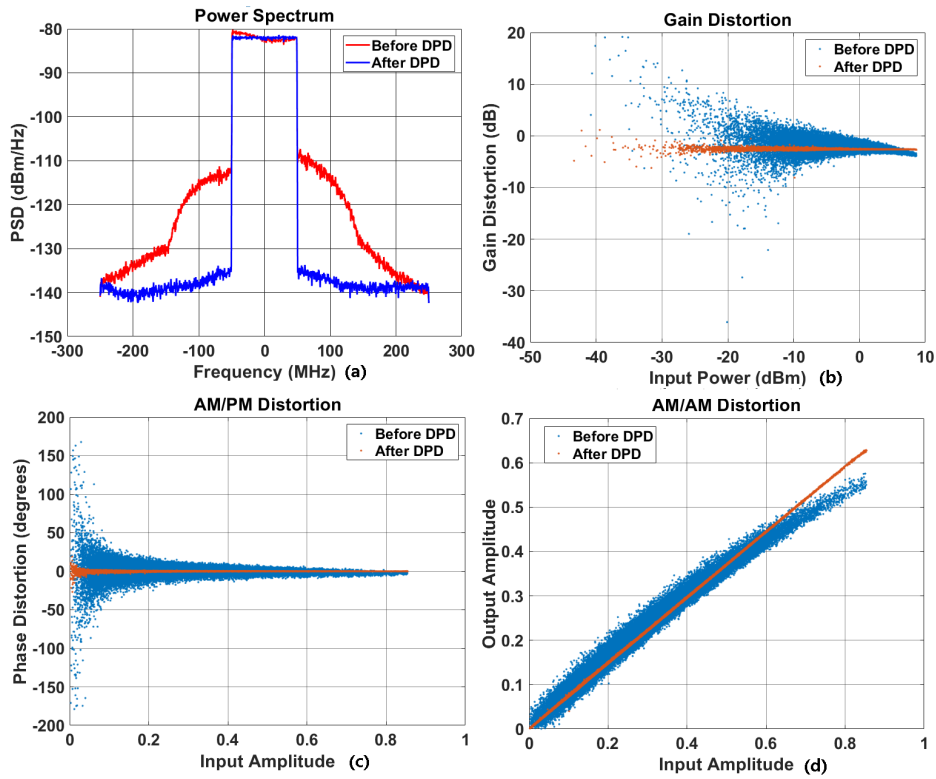 Power Spectrum
Before DPD
After DPD
-80
-90
-100
-110
-120
-130
-140
-150
PSD (dBm/Hz)
-300
-200
-100
0
100
200
300
Frequency (MHz) (a)
Gain Distortion
Before DPD
After DPD
20
10
0
-10
-20
-30
-40
Gain Distortion (dB)
-50
-40
-30
-20
-10
0
10
Input Power (dBm) (b)
AM/PM Distortion
Before DPD
After DPD
200
150
100
50
0
-50
-100
-150
-200
Phase Distortion (degrees)
0
0.2
0.4
0.6
0.8
1
Input Amplitude (c)
AM/AM Distortion
Before DPD
After DPD
0.7
0.6
0.5
0.4
0.3
0.2
0.1
0
Output Amplitude
0
0.2
0.4
0.6
0.8
1
Input Amplitude (d)